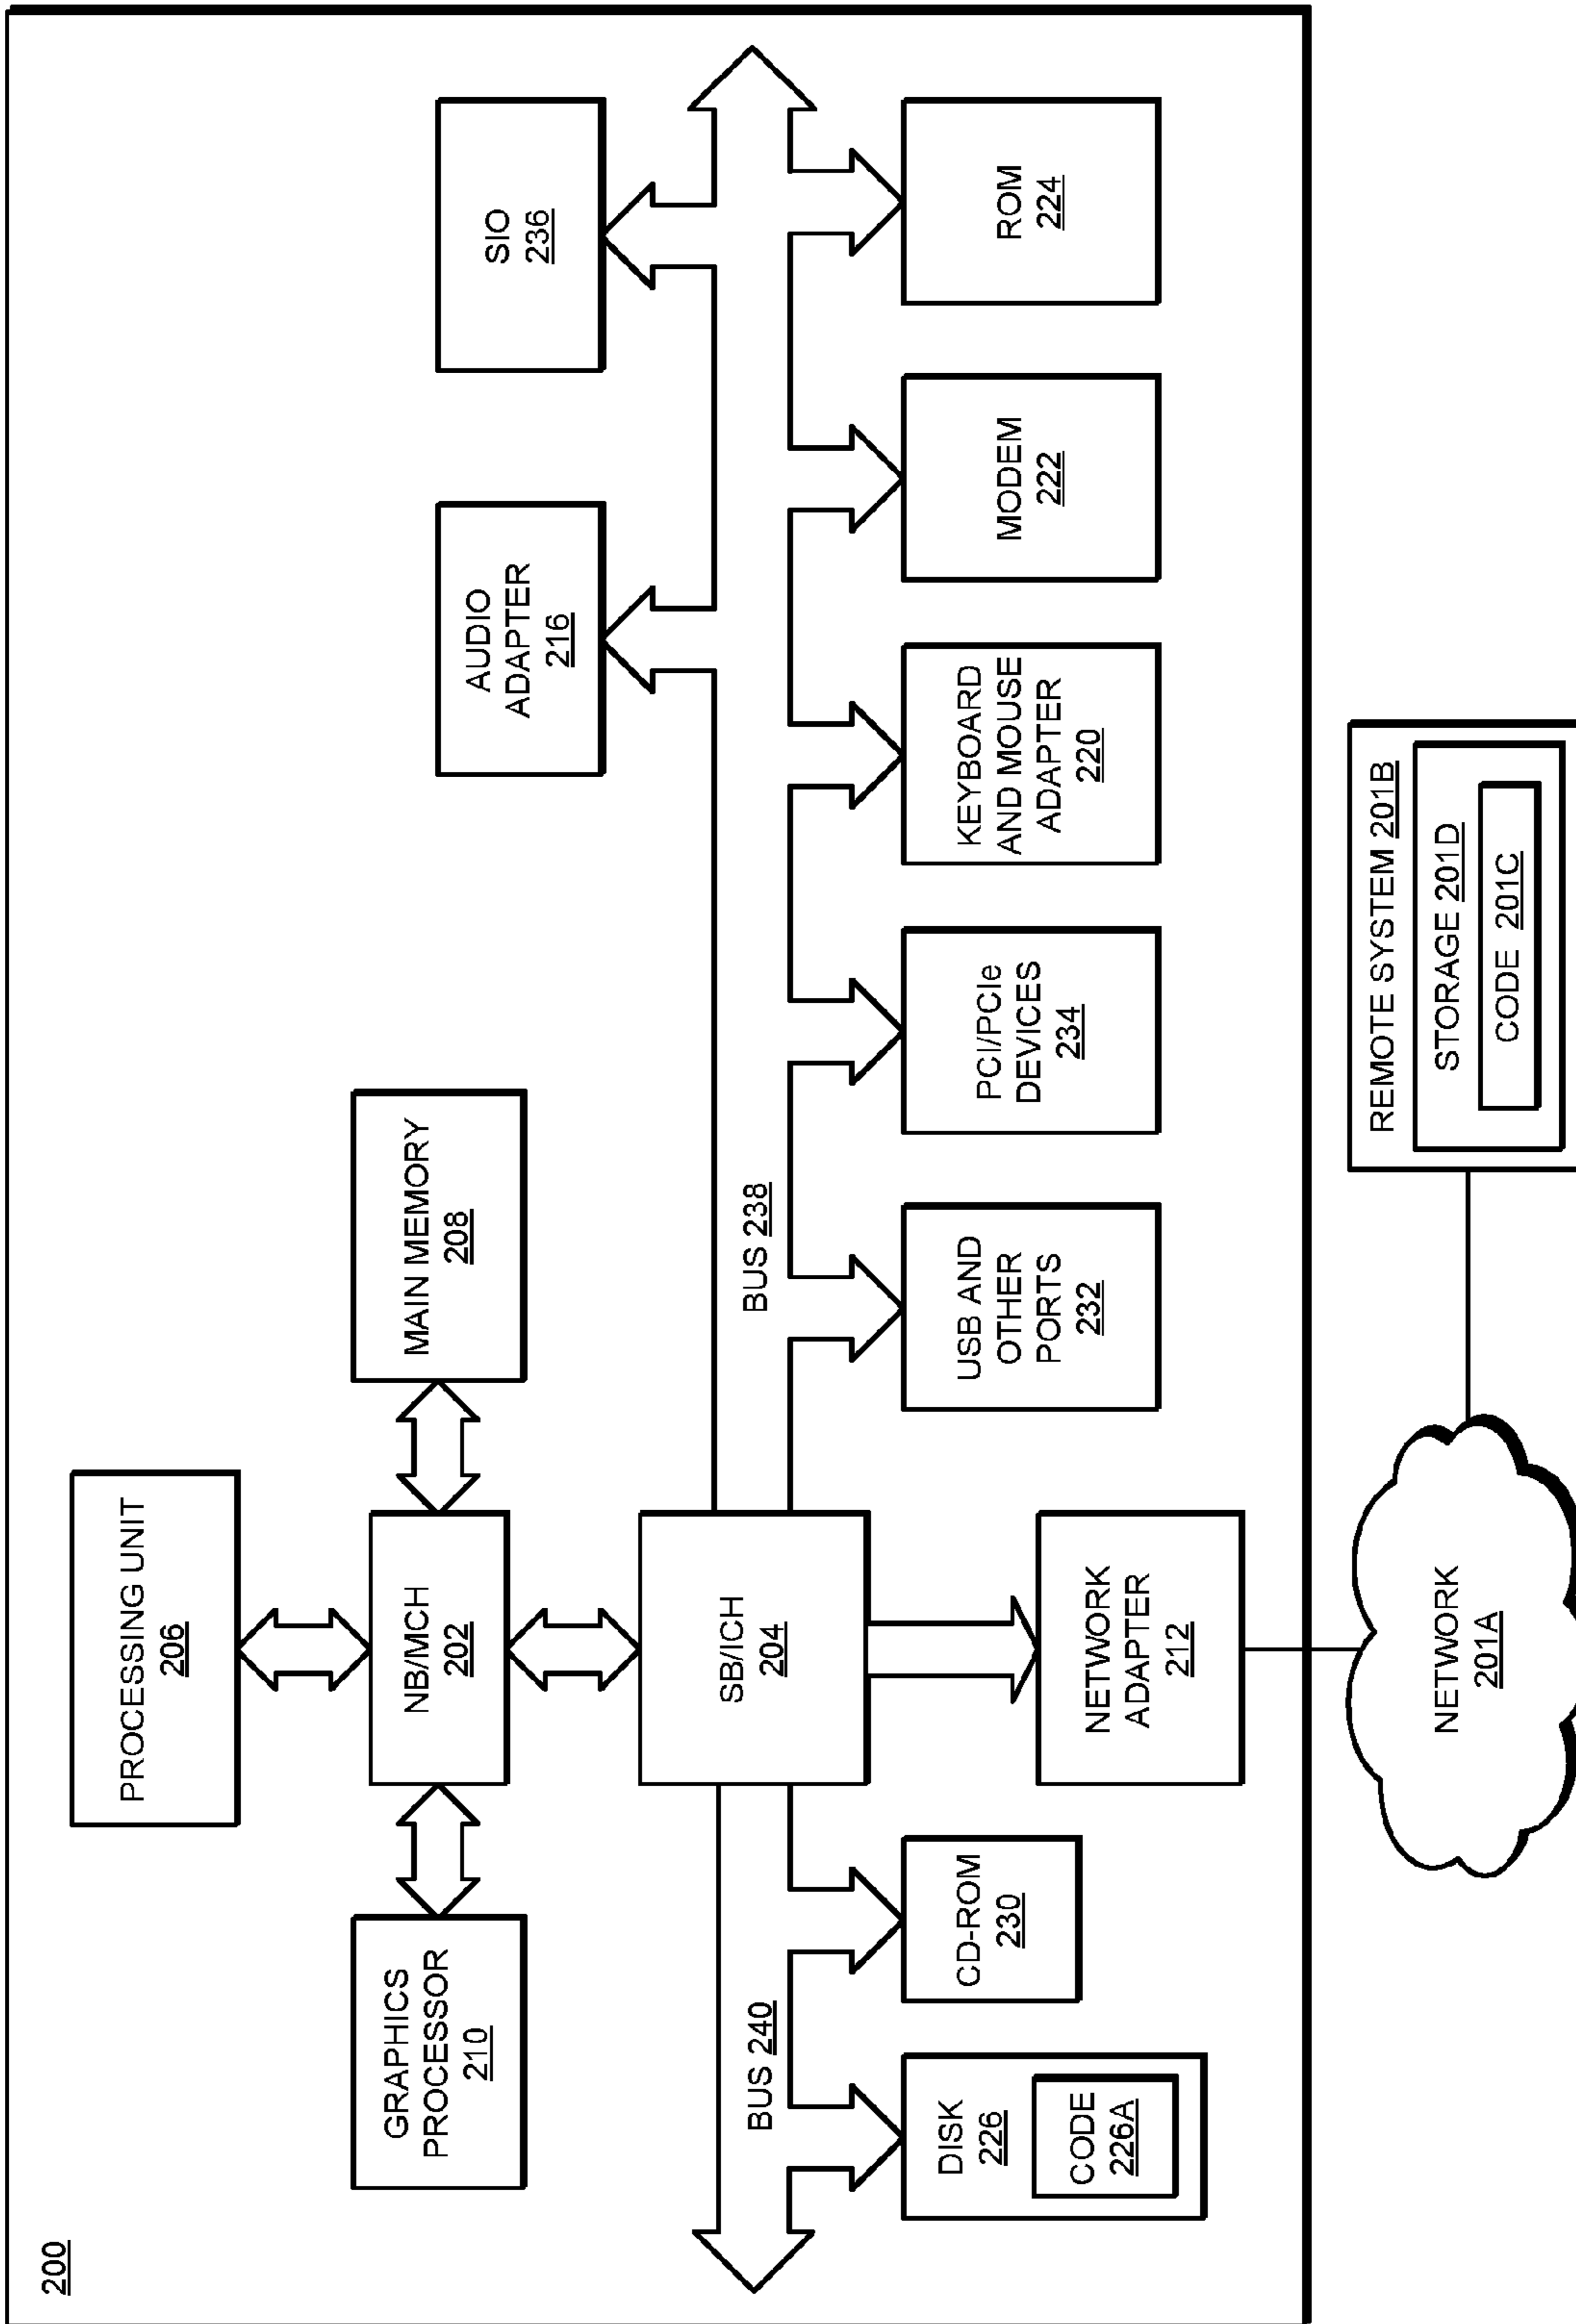 200
PROCESSING UNIT
206
GRAPHICS
PROCESSOR
210
NB/MCH
202
MAIN MEMORY
208
AUDIO
ADAPTER
216
SIO
236
SB/ICH
204
BUS 240
BUS 238
DISK
226
CODE
226A
CD-ROM
230
NETWORK
ADAPTER
212
USB AND
OTHER
PORTS
232
PCI/PCIe
DEVICES
234
KEYBOARD
AND MOUSE
ADAPTER
220
MODEM
222
ROM
224
NETWORK
201A
REMOTE SYSTEM 201B
STORAGE 201D
CODE 201C